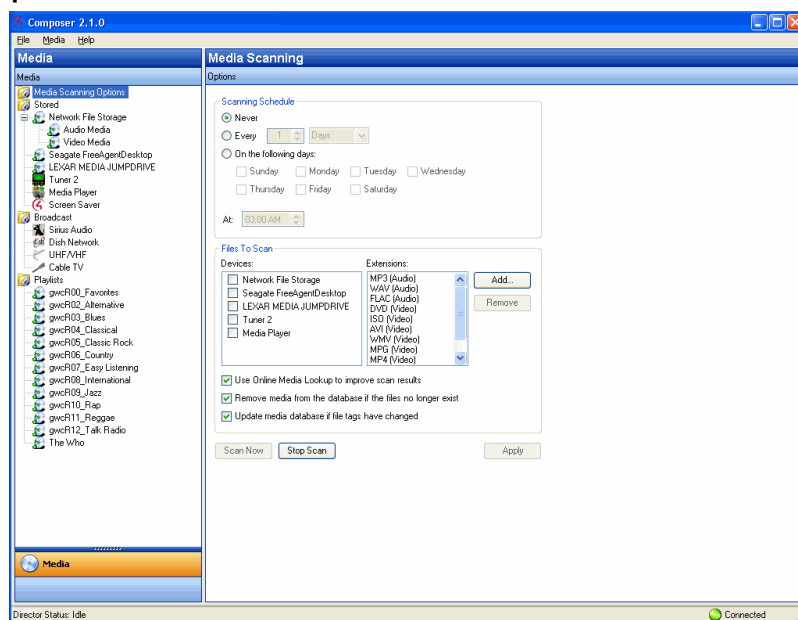 Composer 2.1.0
File Media Help
Media
Media
Media Scanning Options
Stored
Network File Storage
Audio Media
Video Media
Seagate FreeAgentDesktop
LEXAR MEDIA JUMPDRIVE
Tuner 2
Media Player
Screen Saver
Broadcast
Sirius Audio
Dish Network
UHF/VHF
Cable TV
Playlists
gwcR00_Favorites
gwcR02_Alternative
gwcR03_Blues
gwcR04_Classical
gwcR05_Classic Rock
gwcR06_Country
gwcR07_Easy Listening
gwcR08_International
gwcR09_Jazz
gwcR10_Rap
gwcR11_Reggae
gwcR12_Talk Radio
The Who
Media
Media Scanning
Options
Scanning Schedule
Never
Every 1 Days
On the following days:
Sunday Monday Tuesday Wednesday
Thursday Friday Saturday
At: 03:00 AM
Files To Scan
Devices:
Network File Storage
Seagate FreeAgentDesktop
LEXAR MEDIA JUMPDRIVE
Tuner 2
Media Player
Extensions:
MP3 (Audio)
WAV (Audio)
FLAC (Audio)
DVD (Video)
ISO (Video)
AVI (Video)
WMV (Video)
MPG (Video)
MP4 (Video)
Add...
Remove
Use Online Media Lookup to improve scan results
Remove media from the database if the files no longer exist
Update media database if file tags have changed
Scan Now Stop Scan Apply
Director Status: Idle
Connected